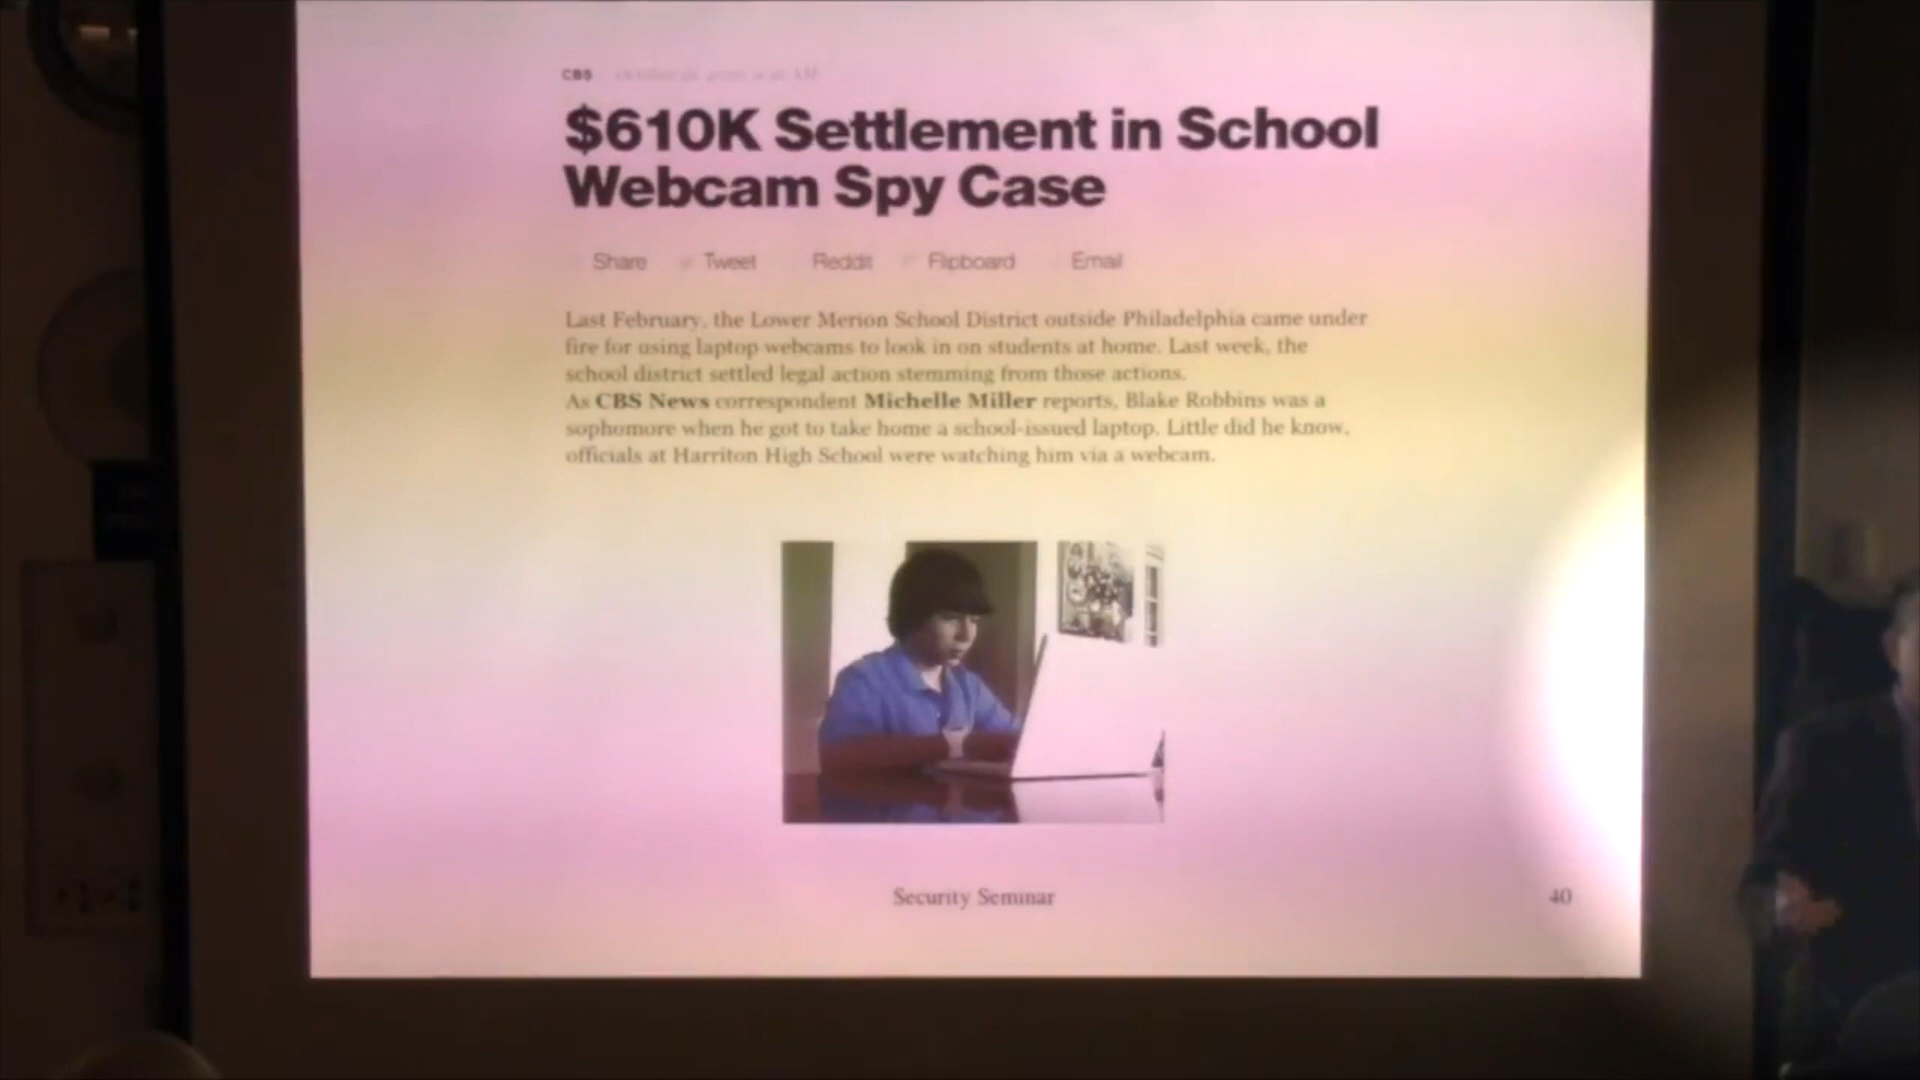 CBS
$610K Settlement in School
Webcam Spy Case
Share Tweet Reddit Flipboard Email
Last February, the Lower Merion School District outside Philadelphia came under
fire for using laptop webcams to look in on students at home. Last week, the
school district settled legal action stemming from those actions.
As CBS News correspondent Michelle Miller reports, Blake Robbins was a
sophomore when he got to take home a school-issued laptop. Little did he know,
officials at Harriton High School were watching him via a webcam.
Security Seminar
40